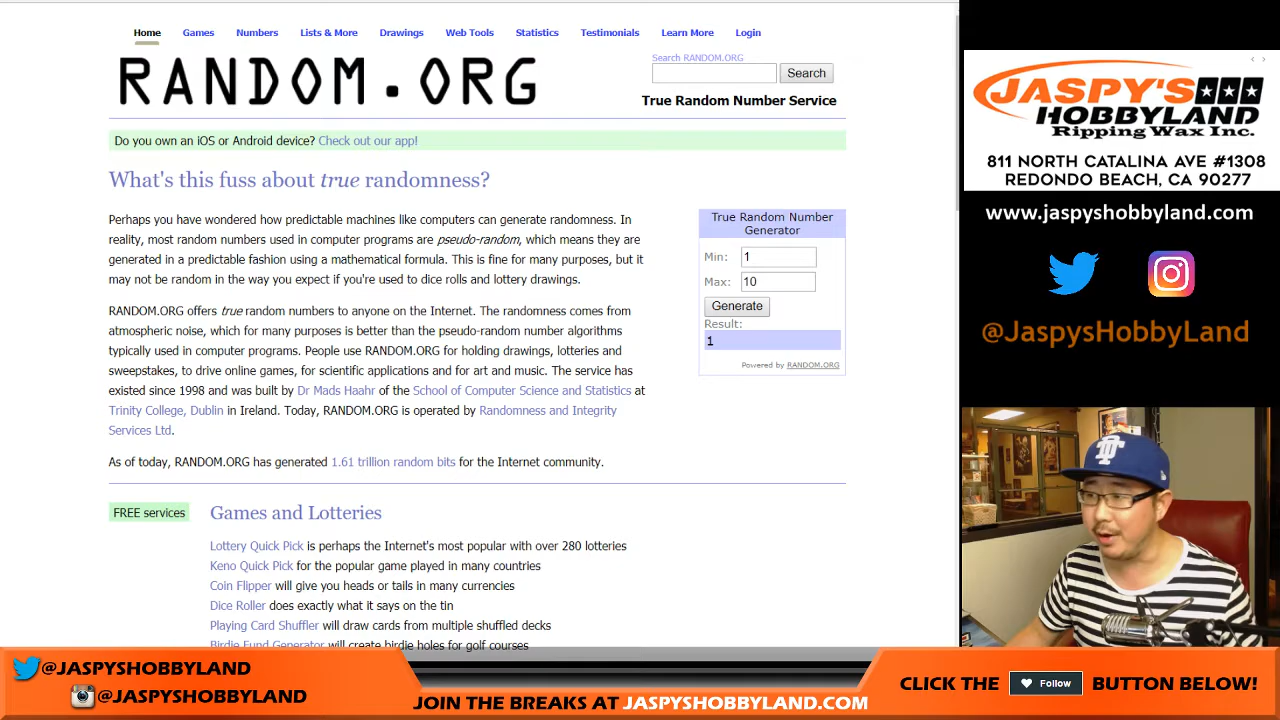 Home Games Numbers Lists & More Drawings Web Tools Statistics Testimonials Learn More Login
RANDOM.ORG
Search RANDOM.ORG
Search
True Random Number Service
Do you own an iOS or Android device? Check out our app!
What's this fuss about true randomness?
Perhaps you have wondered how predictable machines like computers can generate randomness. In
reality, most random numbers used in computer programs are pseudo-random, which means they are
generated in a predictable fashion using a mathematical formula. This is fine for many purposes, but it
may not be random in the way you expect if you're used to dice rolls and lottery drawings.
RANDOM.ORG offers true random numbers to anyone on the Internet. The randomness comes from
atmospheric noise, which for many purposes is better than the pseudo-random number algorithms
typically used in computer programs. People use RANDOM.ORG for holding drawings, lotteries and
sweepstakes, to drive online games, for scientific applications and for art and music. The service has
existed since 1998 and was built by Dr Mads Haahr of the School of Computer Science and Statistics at
Trinity College, Dublin in Ireland. Today, RANDOM.ORG is operated by Randomness and Integrity
Services Ltd.
As of today, RANDOM.ORG has generated 1.61 trillion random bits for the Internet community.
True Random Number
Generator
Min: 1
Max: 10
Generate
Result:
1
Powered by RANDOM.ORG
FREE services
Games and Lotteries
Lottery Quick Pick is perhaps the Internet's most popular with over 280 lotteries
Keno Quick Pick for the popular game played in many countries
Coin Flipper will give you heads or tails in many currencies
Dice Roller does exactly what it says on the tin
Playing Card Shuffler will draw cards from multiple shuffled decks
Birdie Fund Generator will create birdie holes for golf courses
JASPY'S
HOBBYLAND
Ripping Wax Inc.
811 NORTH CATALINA AVE #1308
REDONDO BEACH, CA 90277
www.jaspyshobbyland.com
@JaspysHobbyLand
@JASPYSHOBBYLAND
@JASPYSHOBBYLAND
JOIN THE BREAKS AT JASPYSHOBBYLAND.COM
CLICK THE Follow BUTTON BELOW!